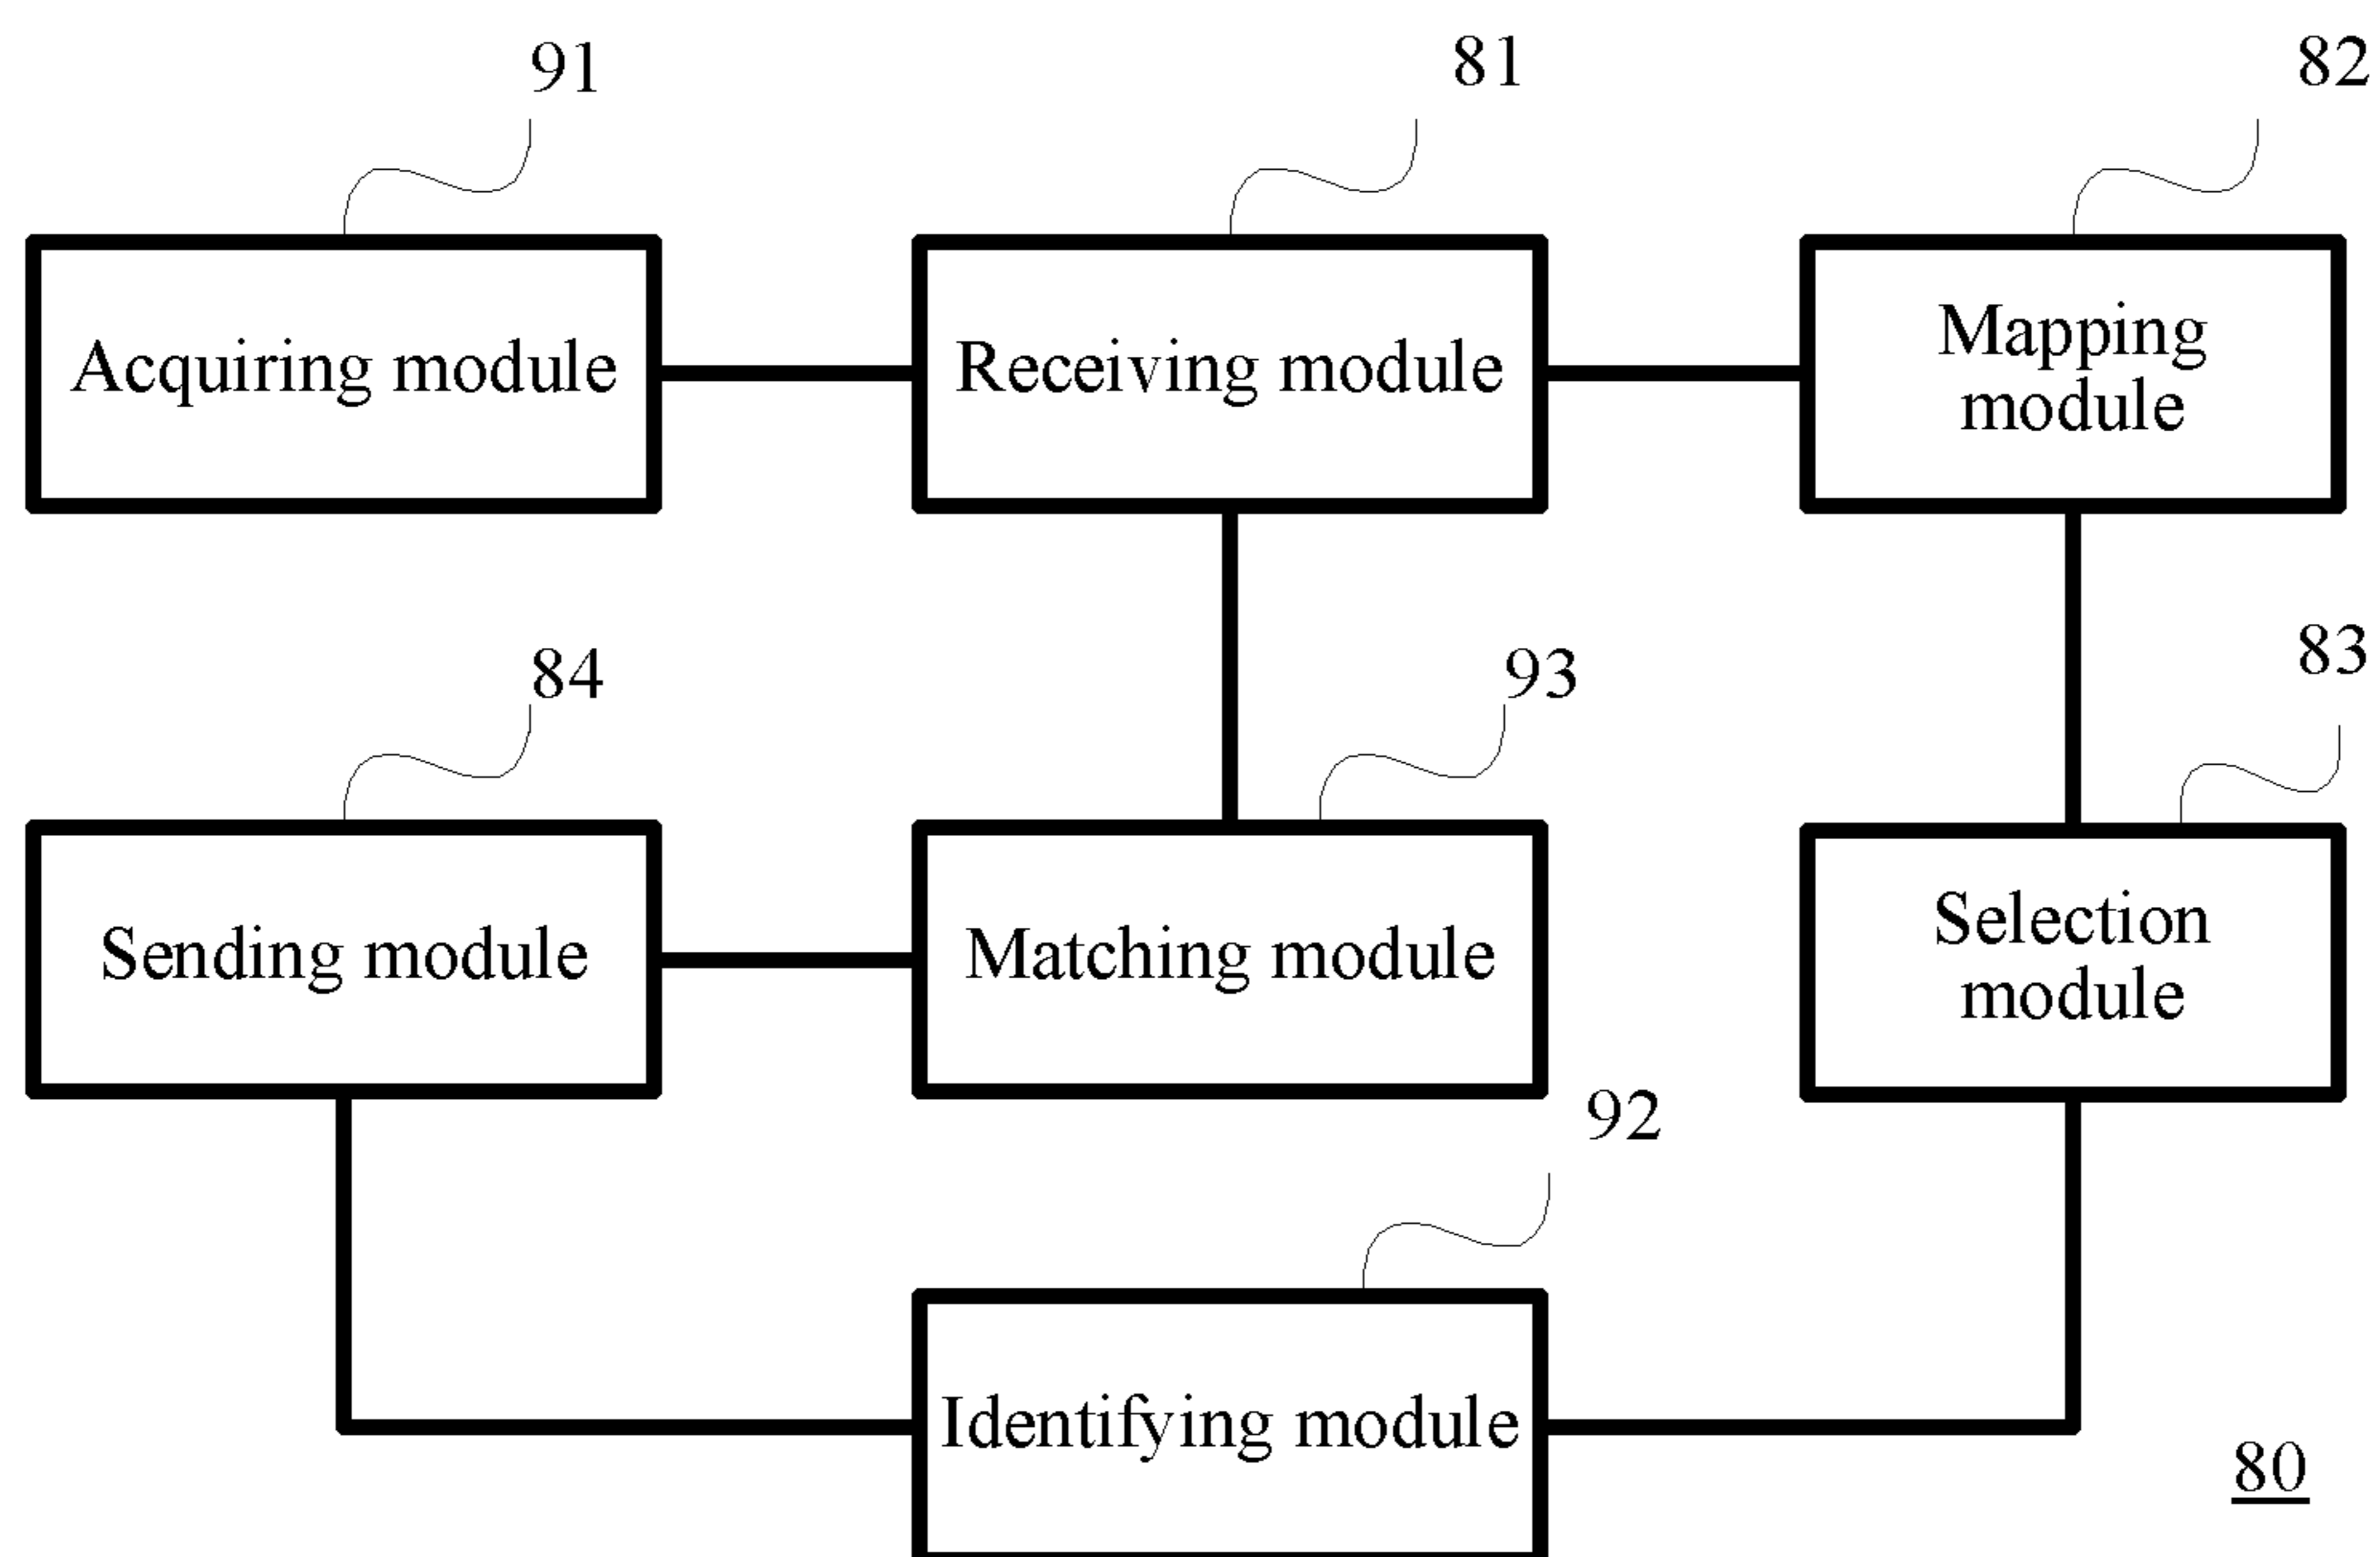 91
81
82
Acquiring module
Receiving module
Mapping
module
84
93
83
Sending module
Matching module
Selection
module
92
Identifying module
80